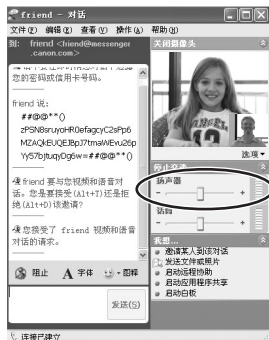 friend - 对话
文件(F) 编辑(E) 查看(V) 操作(A) 帮助(H)
到: friend <friend@messenger
.canon.com>
关闭摄像头
您的密码或信用卡号码。
friend 说:
##@@**()
zPSN8sruyoHR0efagcyC2sPp6
MZAQkEUQEJBpJ7tmaWEvu26p
Yy57bjtuqyDg6w=##@@**()
friend 要与您视频和语音对
话。您是要接受(Alt+T)还是拒
绝(Alt+D)该邀请?
您接受了 friend 视频和语音
对话的请求。
选项
停止交谈
扬声器
话筒
我想...
邀请某人到该对话
发送文件或照片
启动远程协助
启动应用程序共享
启动白板
阻止 A 字体 图释
发送(S)
连接已建立